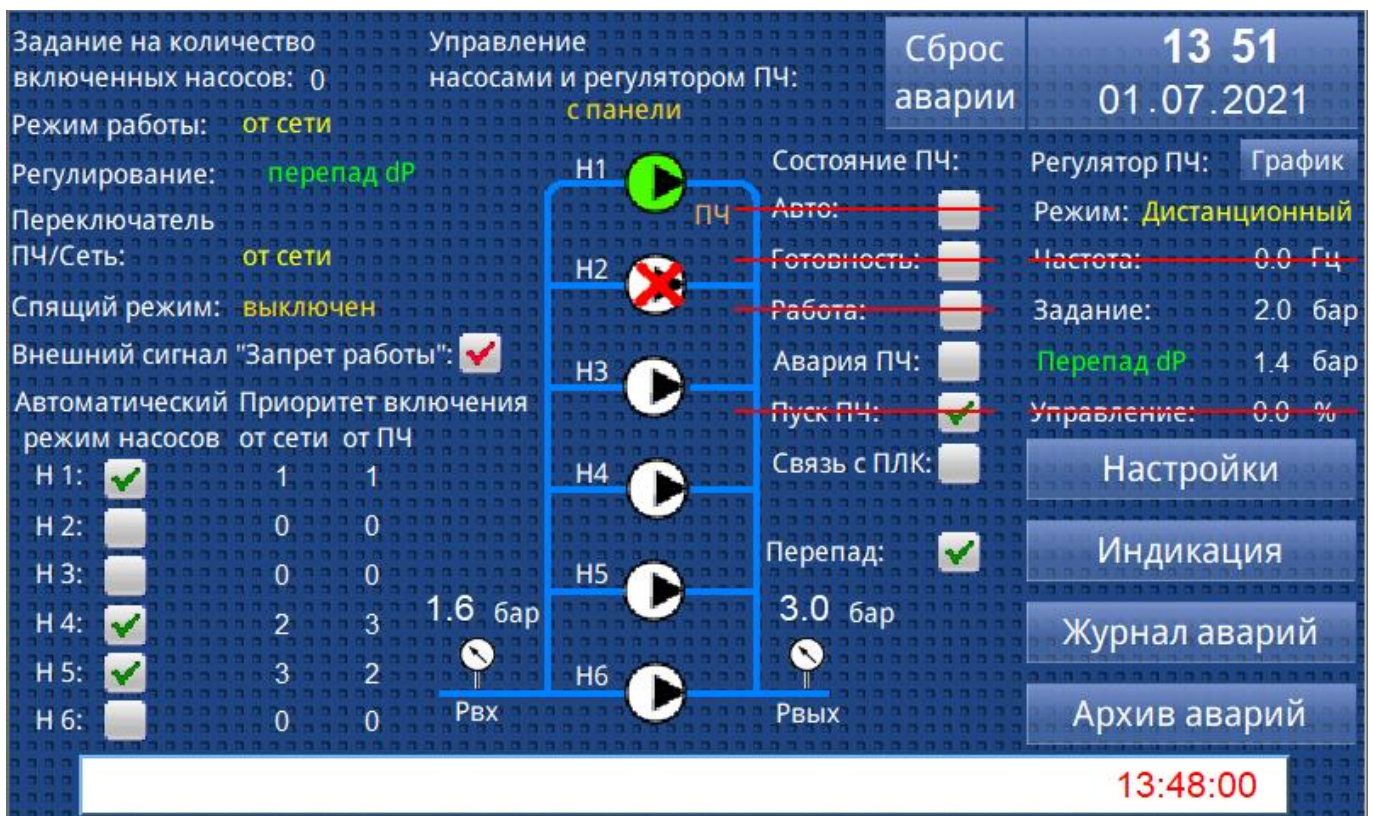 Задание на количество
включенных насосов: 0
Режим работы: от сети
Регулирование: перепад dP
Переключатель
ПЧ/Сеть: от сети
Спящий режим: выключен
Внешний сигнал "Запрет работы":
Автоматический Приоритет включения
режим насосов от сети от ПЧ
Н 1: 1 1
Н 2: 0 0
Н 3: 0 0
Н 4: 2 3
Н 5: 3 2
Н 6: 0 0
Управление
насосами и регулятором ПЧ:
с панели
Н1
ПЧ
Н2
Н3
Н4
Н5
Н6
1.6 бар
Рвх
3.0 бар
Рвых
Состояние ПЧ:
Авто:
Готовность:
Работа:
Авария ПЧ:
Пуск ПЧ:
Связь с ПЛК:
Перепад:
Сброс
аварии
13 51
01.07.2021
Регулятор ПЧ: График
Режим: Дистанционный
Частота: 0.0 Гц
Задание: 2.0 бар
Перепад dP 1.4 бар
Управление: 0.0 %
Настройки
Индикация
Журнал аварий
Архив аварий
13:48:00